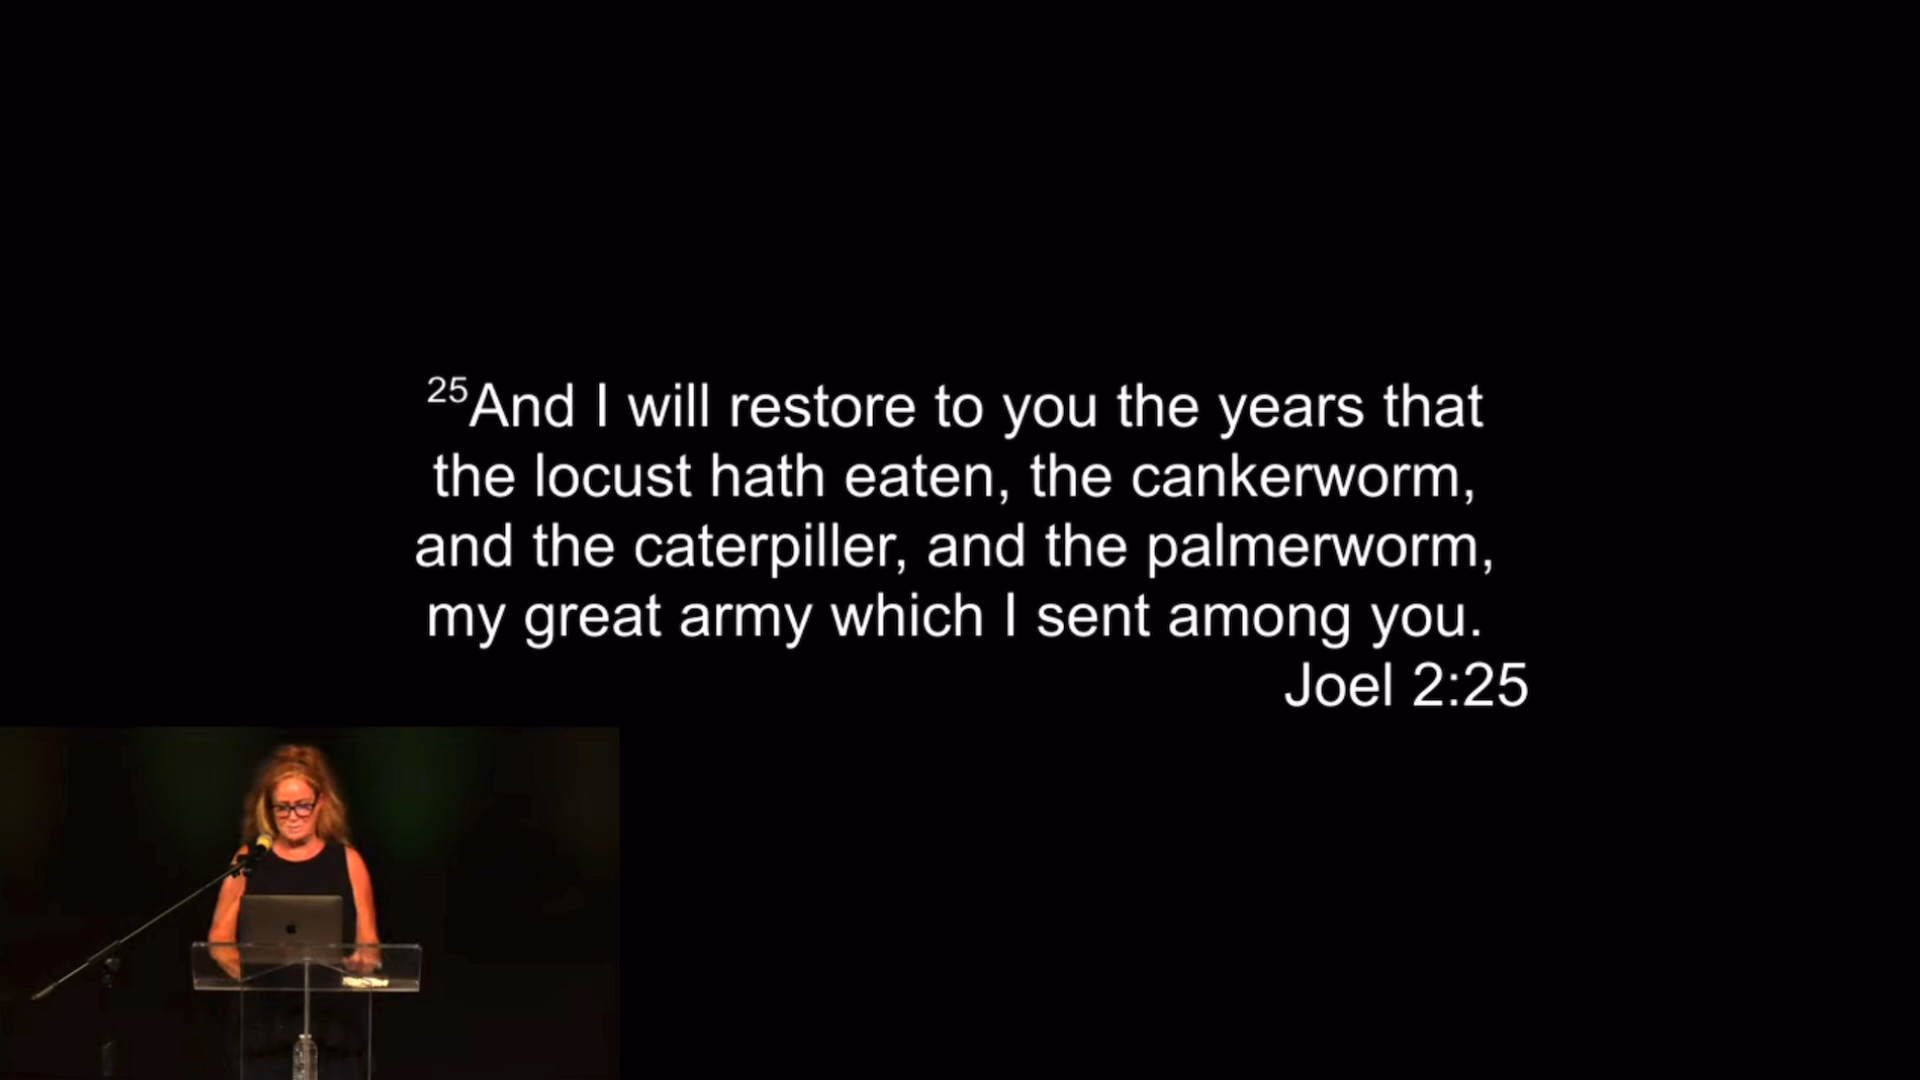 25And I will restore to you the years that
the locust hath eaten, the cankerworm,
and the caterpiller, and the palmerworm,
my great army which I sent among you.
Joel 2:25